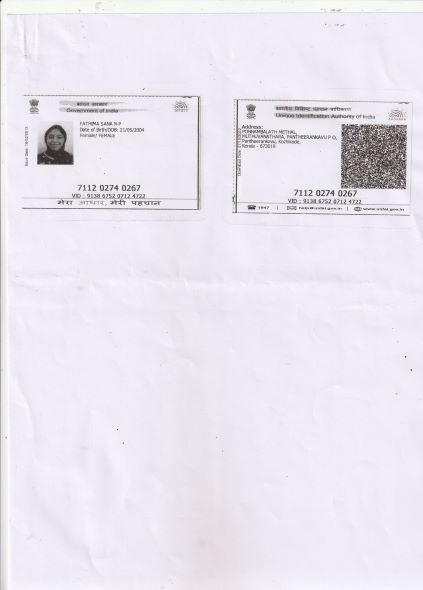 भारत सरकार
Government of India
FATHIMA SANA N P
Date of Birth/DOB: 21/05/2004
Female/ FEMALE
7112 0274 0267
VID : 9138 6752 0712 4722
मेरा आधार, मेरी पहचान
भारतीय विशिष्ट पहचान प्राधिकरण
Unique Identification Authority of India
Address:
PONNAMBALATH METHAL,
PANTHEERANKAVU P O,
Pantheerankavu, Kozhikode,
Kerala - 673019
7112 0274 0267
VID : 9138 6752 0712 4722
1947 | help@uidai.gov.in | www.uidai.gov.in